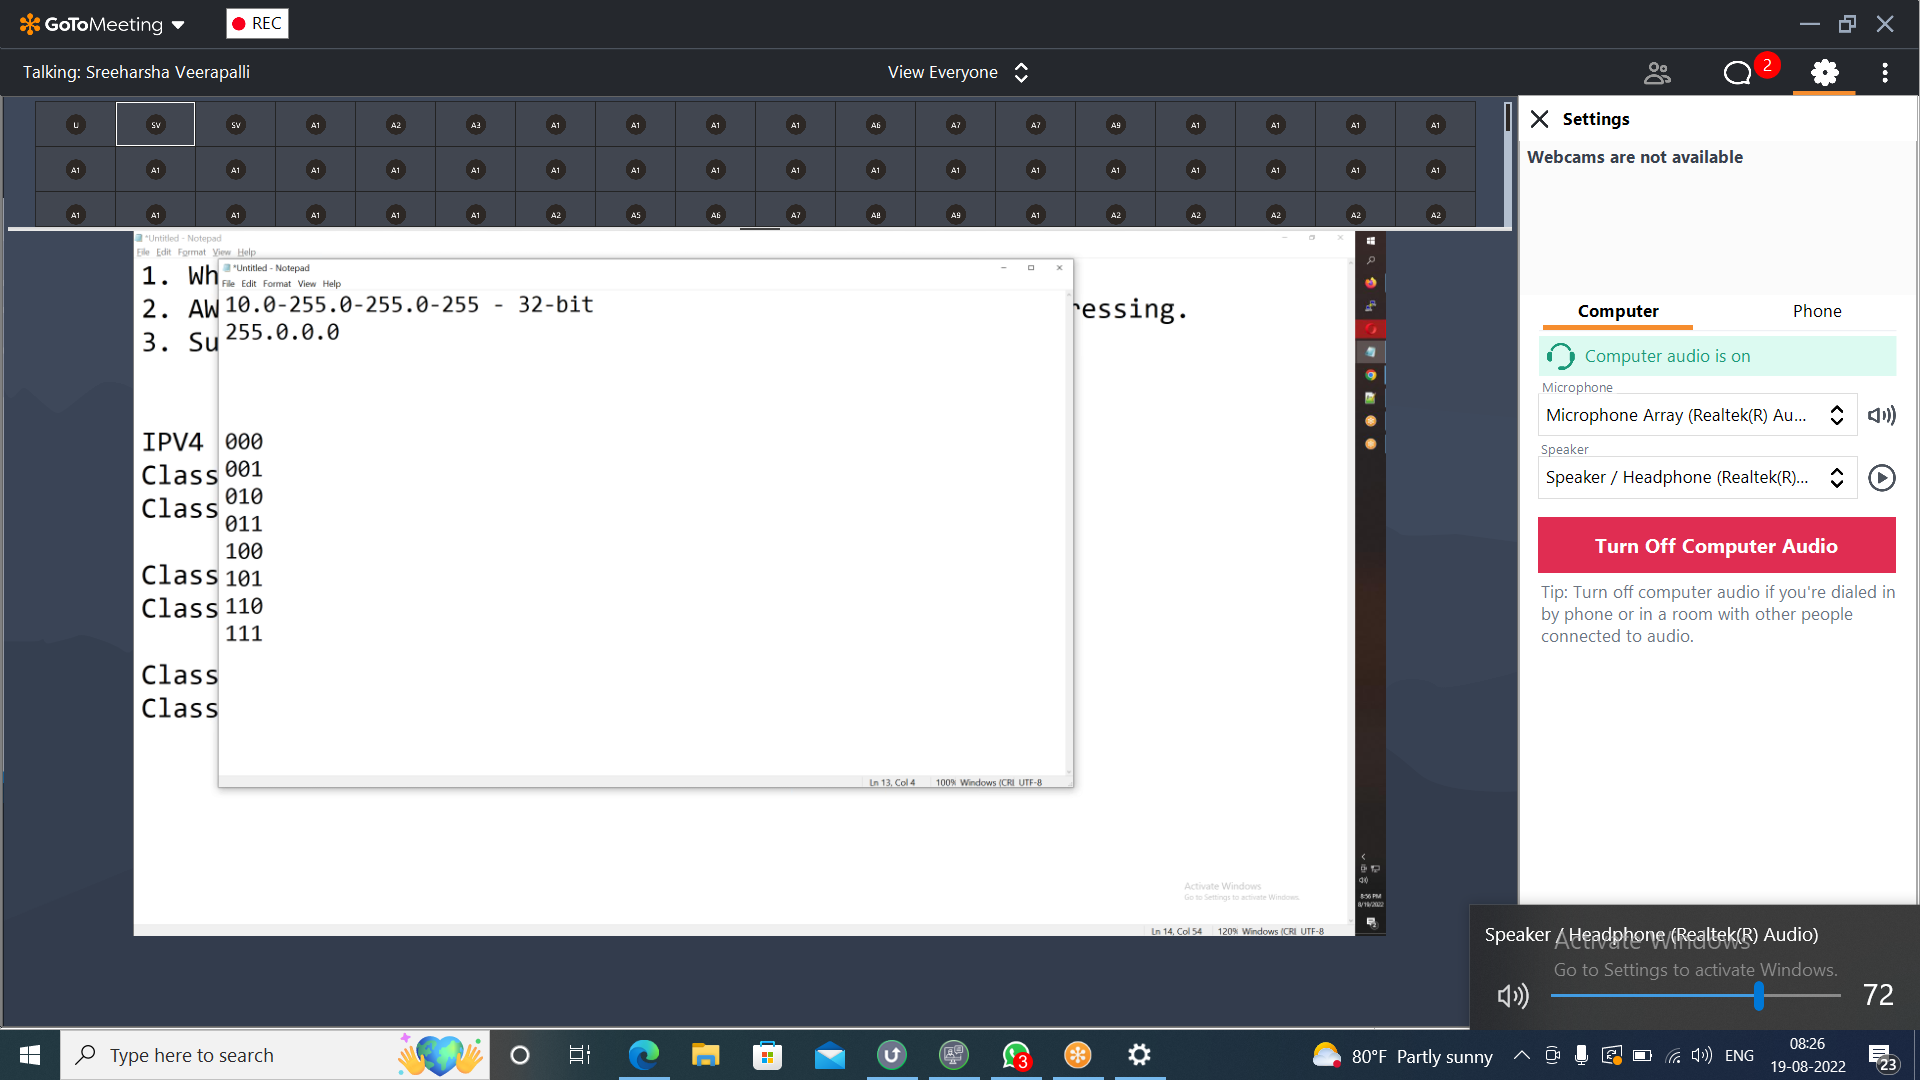 GoToMeeting
REC
Talking: Sreeharsha Veerapalli
View Everyone
2
U SV SV A1 A2 A3 A1 A1 A1 A1 A6 A7 A7 A9 A1 A1 A1 A1
A1 A1 A1 A1 A1 A1 A1 A1 A1 A1 A1 A1 A1 A1 A1 A1 A1 A1
A1 A1 A1 A1 A1 A1 A2 A5 A6 A7 A8 A9 A1 A2 A2 A2 A2 A2
*Untitled - Notepad
File Edit Format View Help
1. Wh
2. AW ressing.
3. Su
IPV4
Class
Class
Class
Class
Class
Class
*Untitled - Notepad
File Edit Format View Help
10.0-255.0-255.0-255 - 32-bit
255.0.0.0
000
001
010
011
100
101
110
111
Ln 13, Col 4 100% Windows (CRL UTF-8
Activate Windows
Go to Settings to activate Windows.
8:56 PM
8/18/2022
Ln 14, Col 54 120% Windows (CRL UTF-8
Settings
Webcams are not available
Computer Phone
Computer audio is on
Microphone
Microphone Array (Realtek(R) Au...
Speaker
Speaker / Headphone (Realtek(R)...
Turn Off Computer Audio
Tip: Turn off computer audio if you're dialed in
by phone or in a room with other people
connected to audio.
Speaker / Headphone (Realtek(R) Audio)
Activate Windows
Go to Settings to activate Windows.
72
Type here to search
3
80°F Partly sunny
ENG
08:26
19-08-2022
23